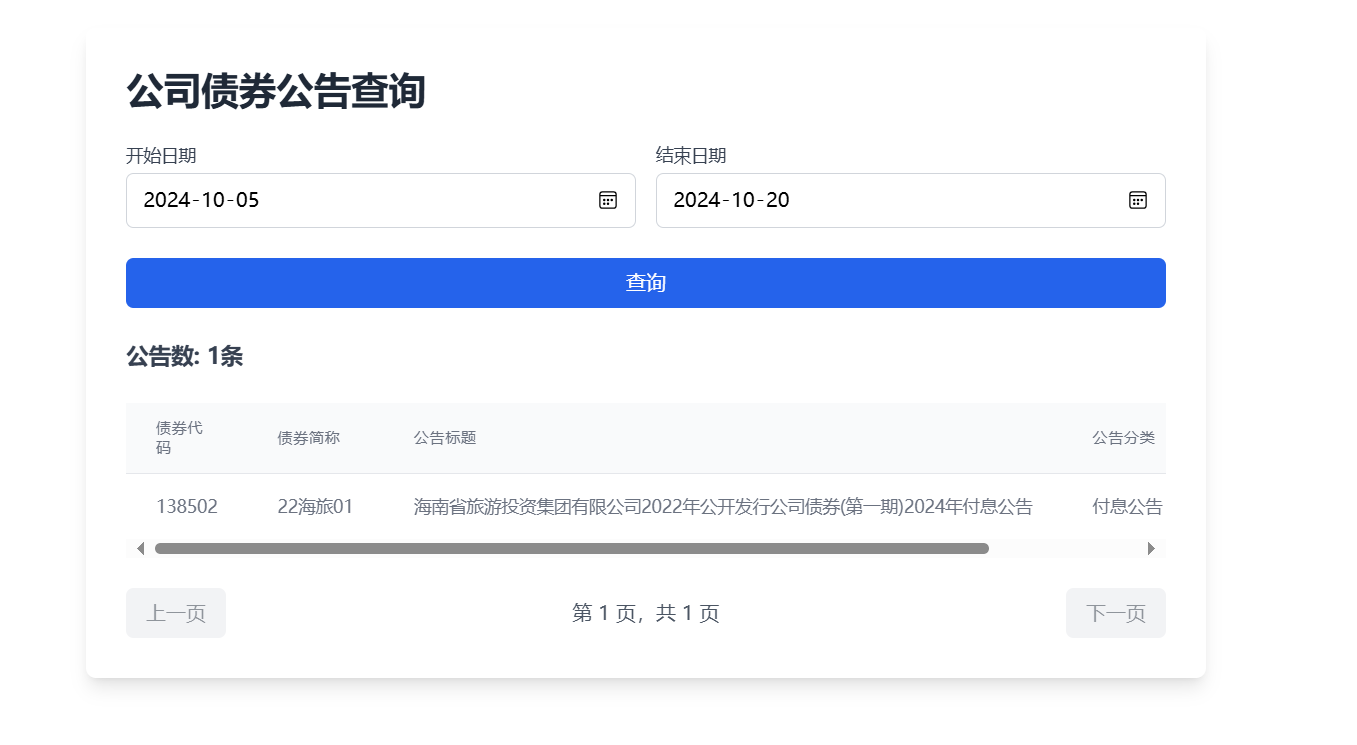 公司债券公告查询
开始日期 结束日期
2024-10-05 2024-10-20
查询
公告数: 1条
债券代码 债券简称 公告标题 公告分类
138502 22海旅01 海南省旅游投资集团有限公司2022年公开发行公司债券(第一期)2024年付息公告 付息公告
上一页 第 1 页，共 1 页 下一页